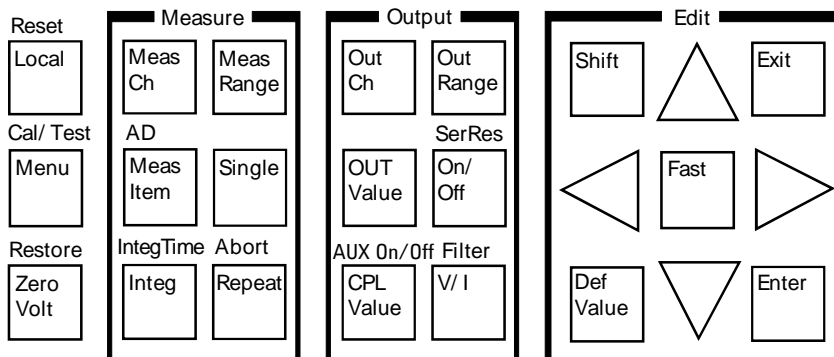 Measure Output Edit
Reset
Local Meas Ch Meas Range Out Ch Out Range Shift Exit
Cal/ Test AD SerRes
Menu Meas Item Single OUT Value On/ Off Fast
Restore IntegTime Abort AUX On/Off Filter
Zero Volt Integ Repeat CPL Value V/ I Def Value Enter